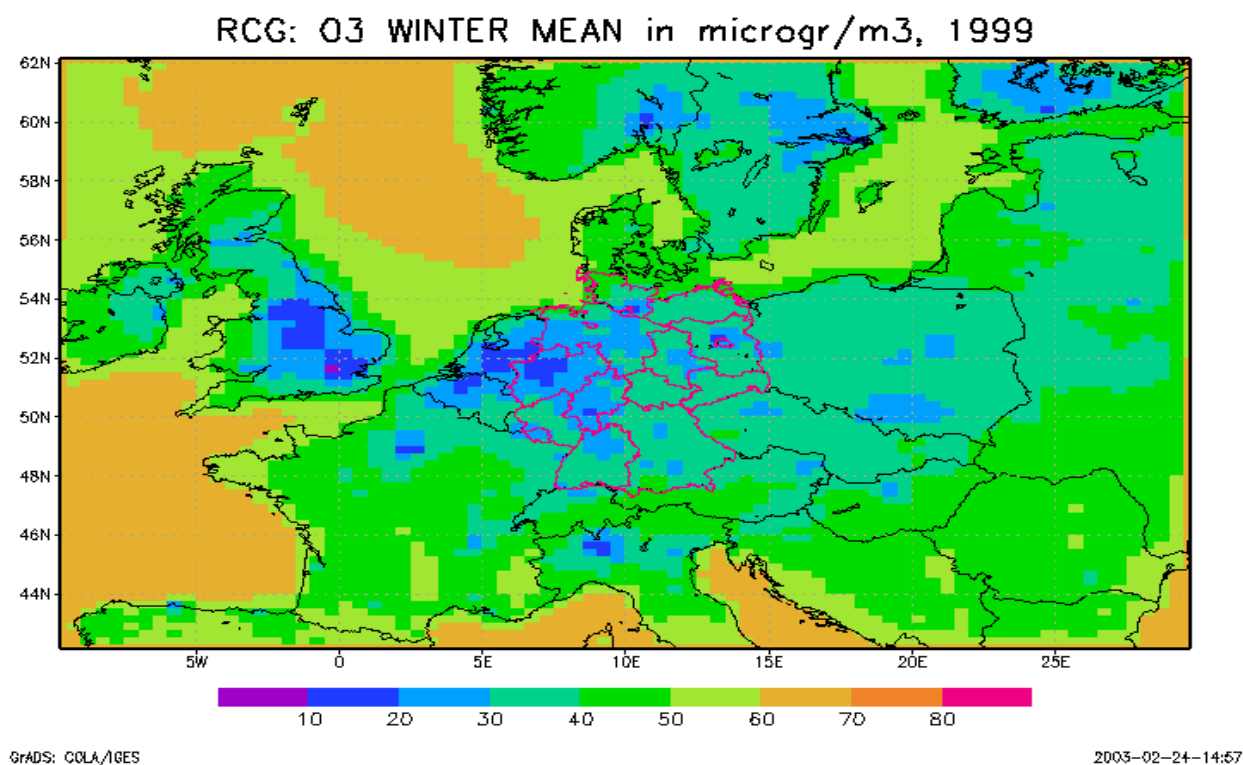 RCG: O3 WINTER MEAN in microgr/m3, 1999
62N
60N
58N
56N
54N
52N
50N
48N
46N
44N
5W 0 5E 10E 15E 20E 25E
10 20 30 40 50 60 70 80
GrADS: COLA/IGES 2003-02-24-14:57